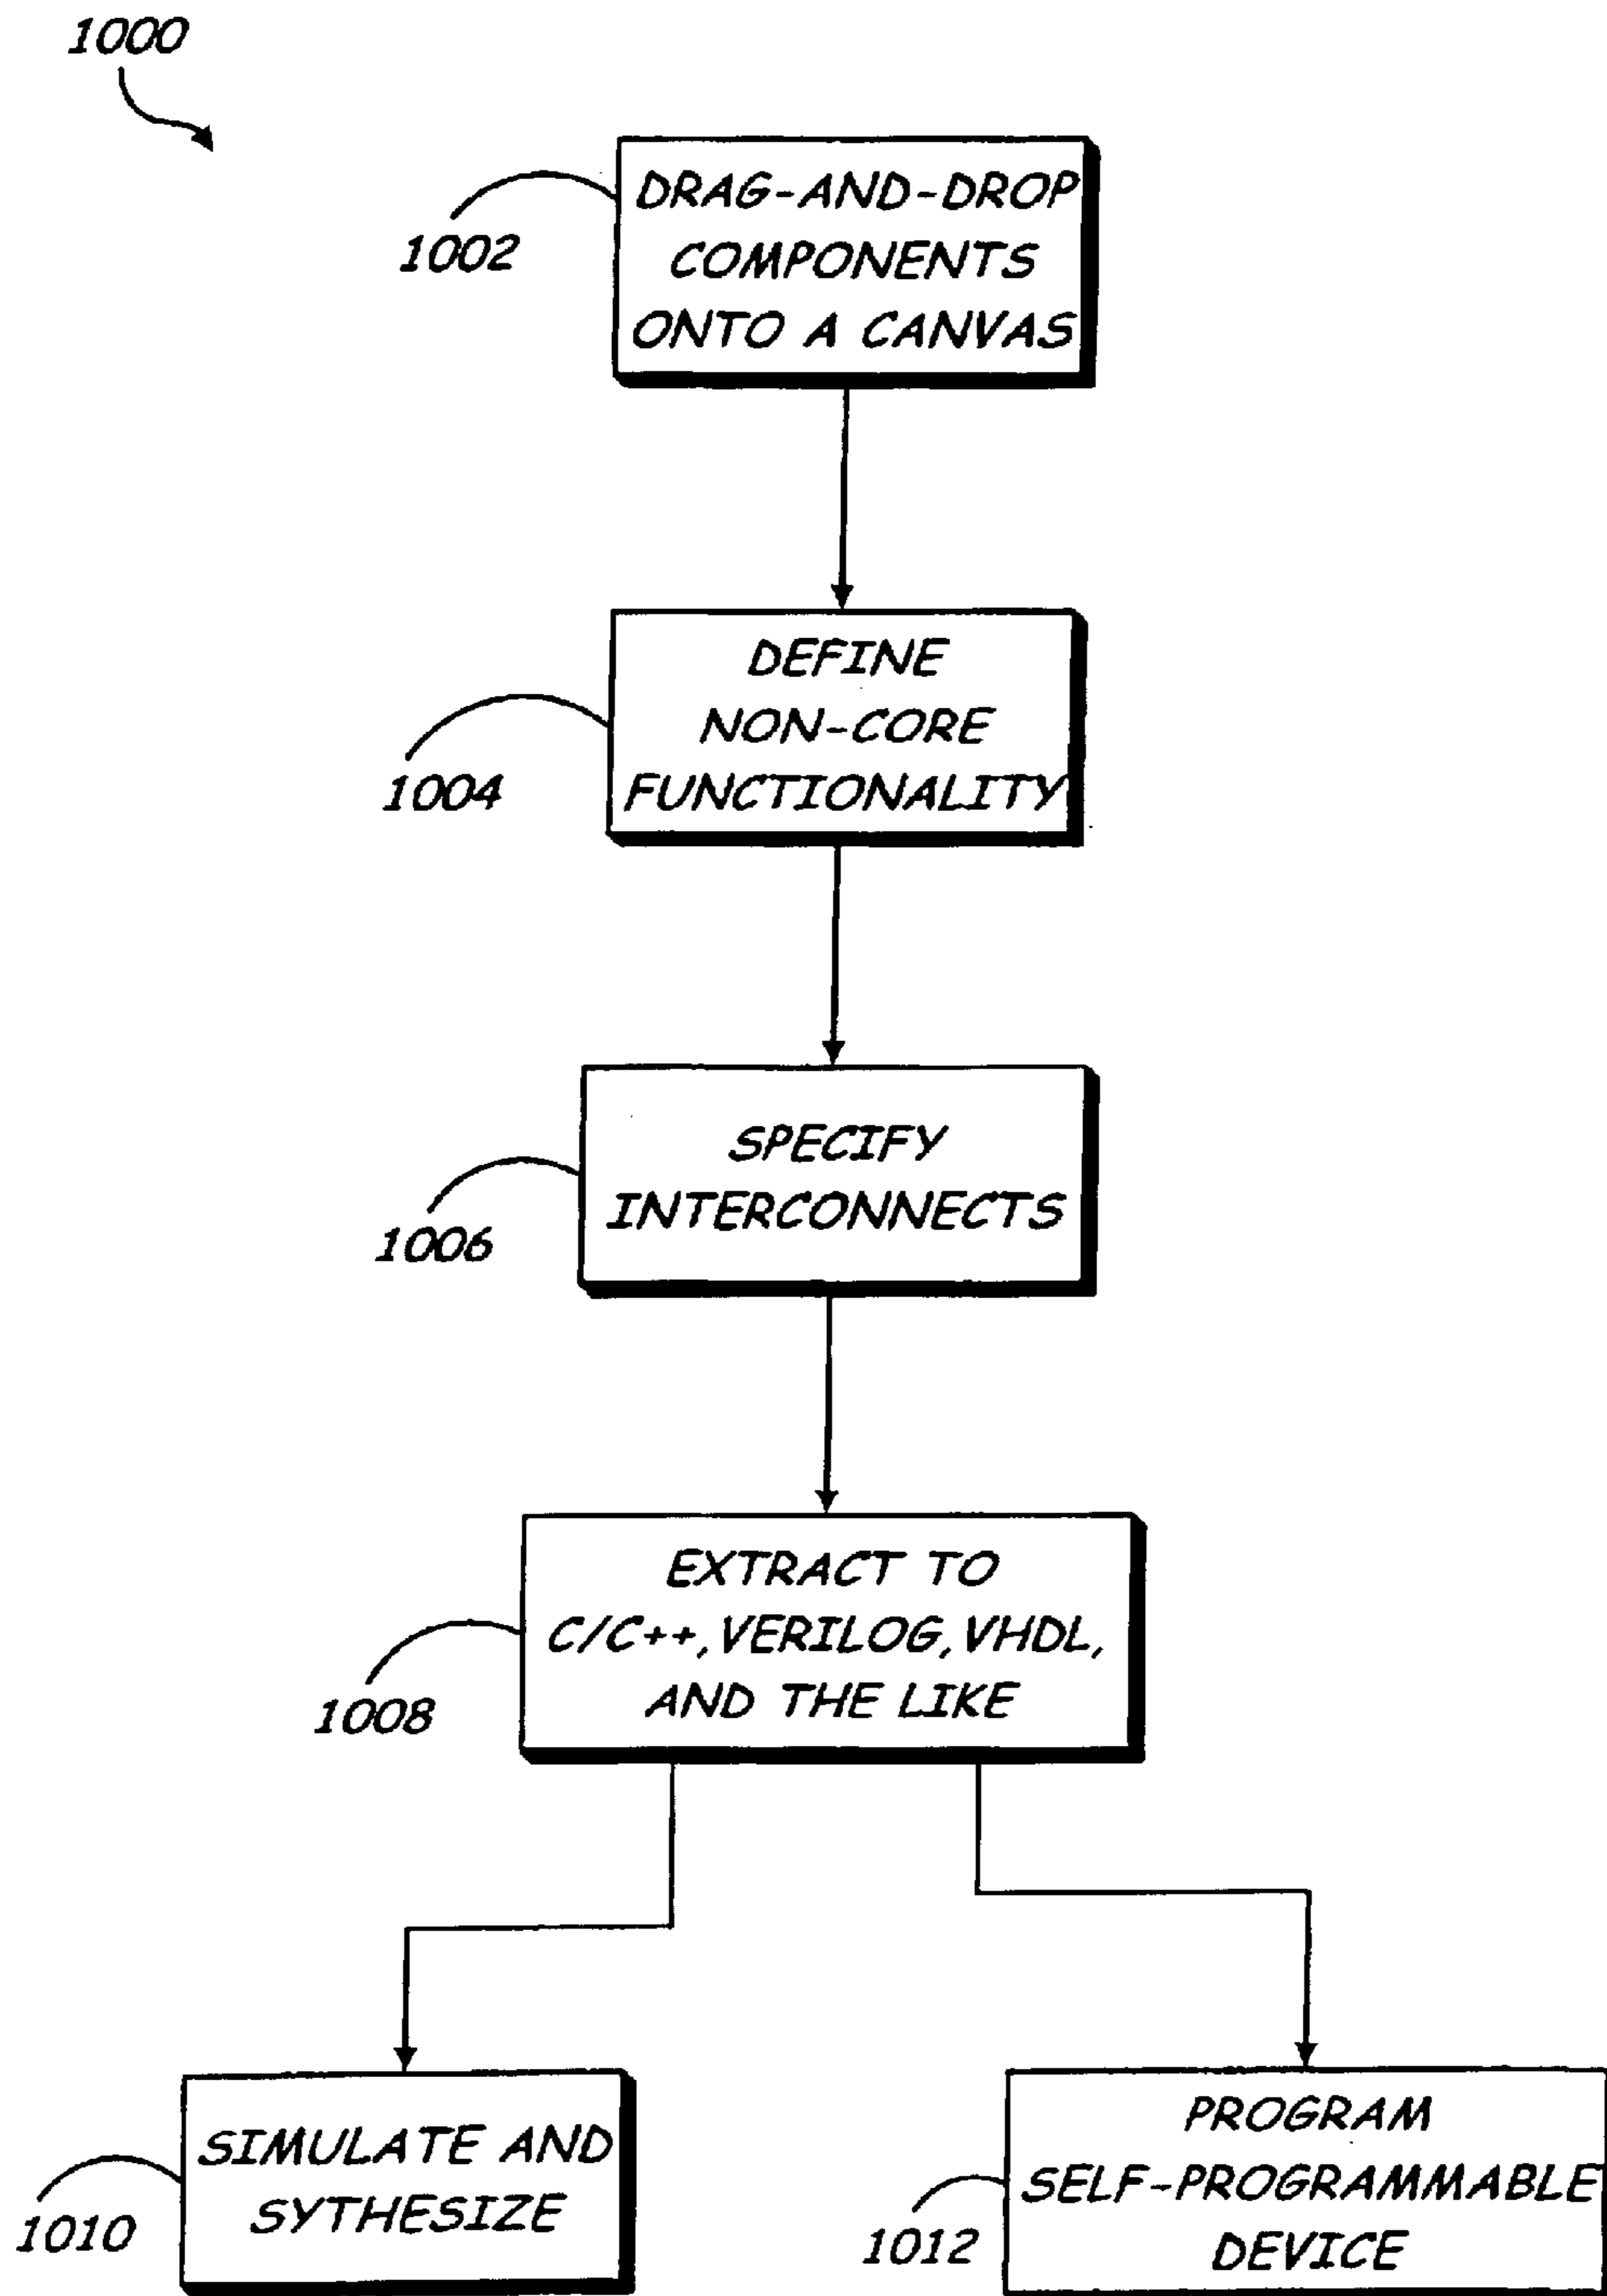 1000
DRAG-AND-DROP
COMPONENTS
ONTO A CANVAS
1002
DEFINE
NON-CORE
FUNCTIONALITY
1004
SPECIFY
INTERCONNECTS
1006
EXTRACT TO
C/C++, VERILOG, VHDL,
AND THE LIKE
1008
SIMULATE AND
SYTHESIZE
1010
PROGRAM
SELF-PROGRAMMABLE
DEVICE
1012